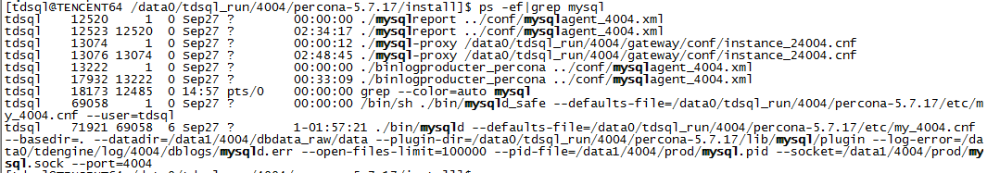 [tdsql@TENCENT64 /data0/tdsql_run/4004/percona-5.7.17/install]$ ps -ef|grep mysql
tdsql 12520 1 0 Sep27 ? 00:00:00 ./mysqlreport ../conf/mysqlagent_4004.xml
tdsql 12523 12520 0 Sep27 ? 02:34:17 ./mysqlreport ../conf/mysqlagent_4004.xml
tdsql 13074 1 0 Sep27 ? 00:00:12 ./mysql-proxy /data0/tdsql_run/4004/gateway/conf/instance_24004.cnf
tdsql 13076 13074 0 Sep27 ? 02:48:45 ./mysql-proxy /data0/tdsql_run/4004/gateway/conf/instance_24004.cnf
tdsql 13222 1 0 Sep27 ? 00:00:00 ./binlogproducter_percona ../conf/mysqlagent_4004.xml
tdsql 17932 13222 0 Sep27 ? 00:33:09 ./binlogproducter_percona ../conf/mysqlagent_4004.xml
tdsql 18173 12485 0 14:57 pts/0 00:00:00 grep --color=auto mysql
tdsql 69058 1 0 Sep27 ? 00:00:00 /bin/sh ./bin/mysqld_safe --defaults-file=/data0/tdsql_run/4004/percona-5.7.17/etc/m
y_4004.cnf --user=tdsql
tdsql 71921 69058 6 Sep27 ? 1-01:57:21 ./bin/mysqld --defaults-file=/data0/tdsql_run/4004/percona-5.7.17/etc/my_4004.cnf
--basedir=. --datadir=/data1/4004/dbdata_raw/data --plugin-dir=/data0/tdsql_run/4004/percona-5.7.17/lib/mysql/plugin --log-error=/da
ta0/tdengine/log/4004/dblogs/mysqld.err --open-files-limit=100000 --pid-file=/data1/4004/prod/mysql.pid --socket=/data1/4004/prod/my
sql.sock --port=4004
[tdsql@TENCENT64 /data0/tdsql_run/4004/percona-5.7.17/install]$